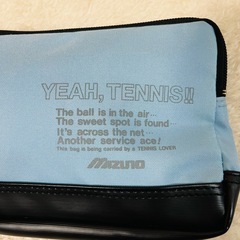 YEAH, TENNIS!!
The ball is in the air…
The sweet spot is found…
It's across the net…
Another service ace!
This bag is being carried by a TENNIS LOVER
MIZUNO